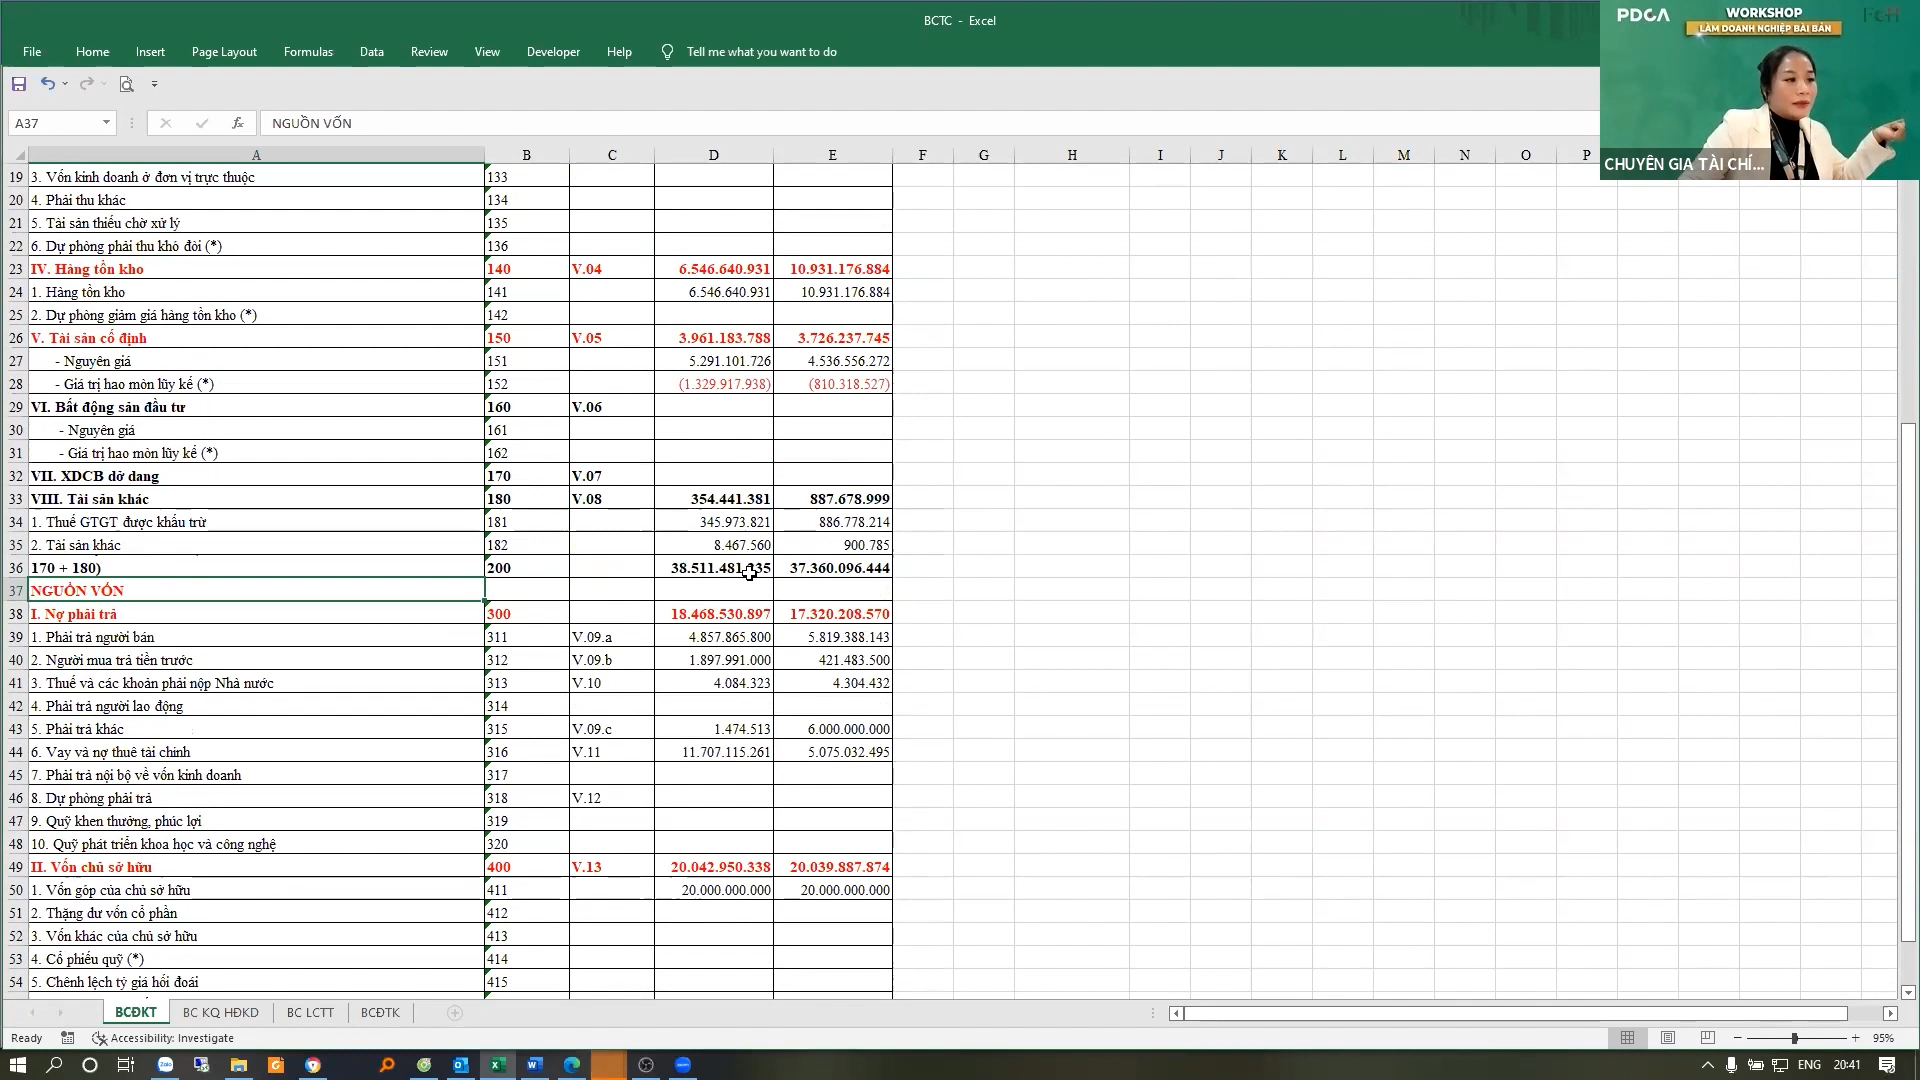 BCTC - Excel
PDCA
WORKSHOP
LÀM DOANH NGHIỆP BÀI BẢN
CHUYÊN GIA TÀI CHÍ...
File Home Insert Page Layout Formulas Data Review View Developer Help Tell me what you want to do
A37 fx NGUỒN VỐN
A B C D E F G H I J K L M N O P
19 3. Vốn kinh doanh ở đơn vị trực thuộc 133
20 4. Phải thu khác 134
21 5. Tài sản thiếu chờ xử lý 135
22 6. Dự phòng phải thu khó đòi (*) 136
23 IV. Hàng tồn kho 140 V.04 6.546.640.931 10.931.176.884
24 1. Hàng tồn kho 141 6.546.640.931 10.931.176.884
25 2. Dự phòng giảm giá hàng tồn kho (*) 142
26 V. Tài sản cố định 150 V.05 3.961.183.788 3.726.237.745
27 - Nguyên giá 151 5.291.101.726 4.536.556.272
28 - Giá trị hao mòn lũy kế (*) 152 (1.329.917.938) (810.318.527)
29 VI. Bất động sản đầu tư 160 V.06
30 - Nguyên giá 161
31 - Giá trị hao mòn lũy kế (*) 162
32 VII. XDCB dở dang 170 V.07
33 VIII. Tài sản khác 180 V.08 354.441.381 887.678.999
34 1. Thuế GTGT được khấu trừ 181 345.973.821 886.778.214
35 2. Tài sản khác 182 8.467.560 900.785
36 170 + 180) 200 38.511.481.235 37.360.096.444
37 NGUỒN VỐN
38 I. Nợ phải trả 300 18.468.530.897 17.320.208.570
39 1. Phải trả người bán 311 V.09.a 4.857.865.800 5.819.388.143
40 2. Người mua trả tiền trước 312 V.09.b 1.897.991.000 421.483.500
41 3. Thuế và các khoản phải nộp Nhà nước 313 V.10 4.084.323 4.304.432
42 4. Phải trả người lao động 314
43 5. Phải trả khác 315 V.09.c 1.474.513 6.000.000.000
44 6. Vay và nợ thuê tài chính 316 V.11 11.707.115.261 5.075.032.495
45 7. Phải trả nội bộ về vốn kinh doanh 317
46 8. Dự phòng phải trả 318 V.12
47 9. Quỹ khen thưởng, phúc lợi 319
48 10. Quỹ phát triển khoa học và công nghệ 320
49 II. Vốn chủ sở hữu 400 V.13 20.042.950.338 20.039.887.874
50 1. Vốn góp của chủ sở hữu 411 20.000.000.000 20.000.000.000
51 2. Thặng dư vốn cổ phần 412
52 3. Vốn khác của chủ sở hữu 413
53 4. Cổ phiếu quỹ (*) 414
54 5. Chênh lệch tỷ giá hối đoái 415
BCĐKT BC KQ HĐKD BC LCTT BCĐTK
Ready Accessibility: Investigate 95%
ENG 20:41